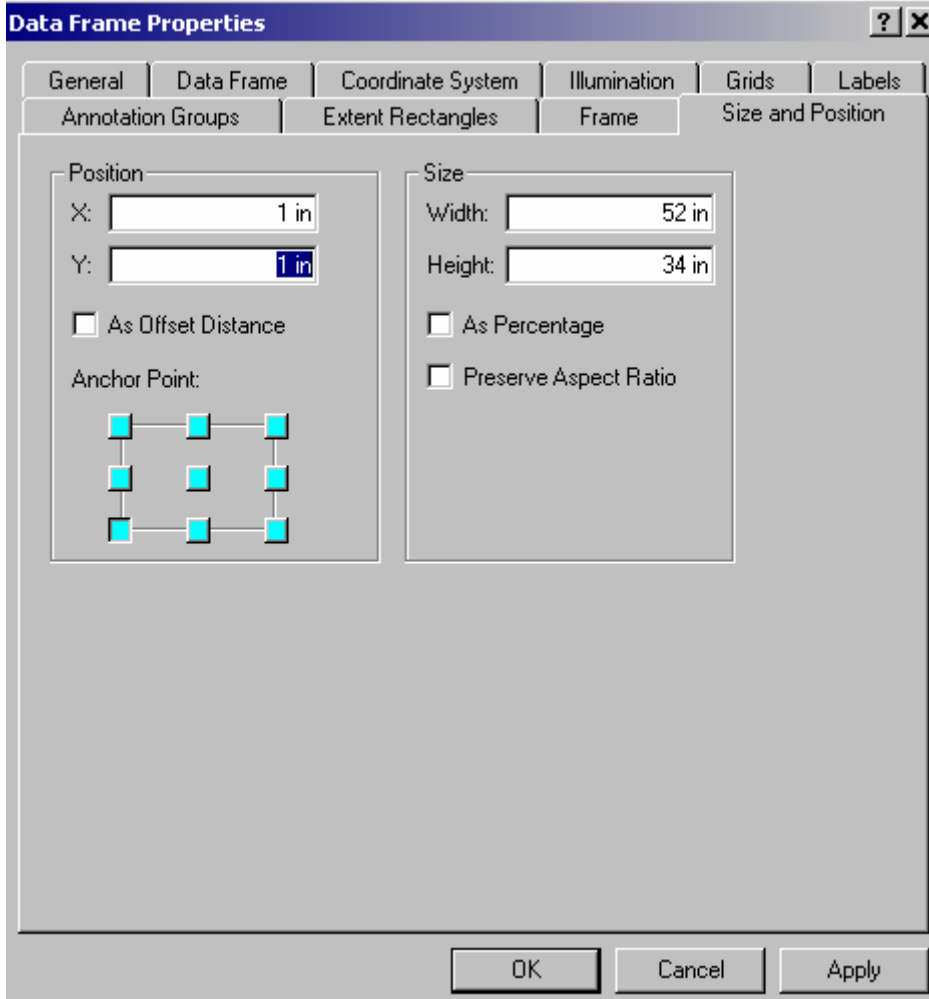 Data Frame Properties
General Data Frame Coordinate System Illumination Grids Labels
Annotation Groups Extent Rectangles Frame Size and Position
Position Size
X: 1 in Width: 52 in
Y: 1 in Height: 34 in
As Offset Distance As Percentage
Anchor Point: Preserve Aspect Ratio
OK Cancel Apply